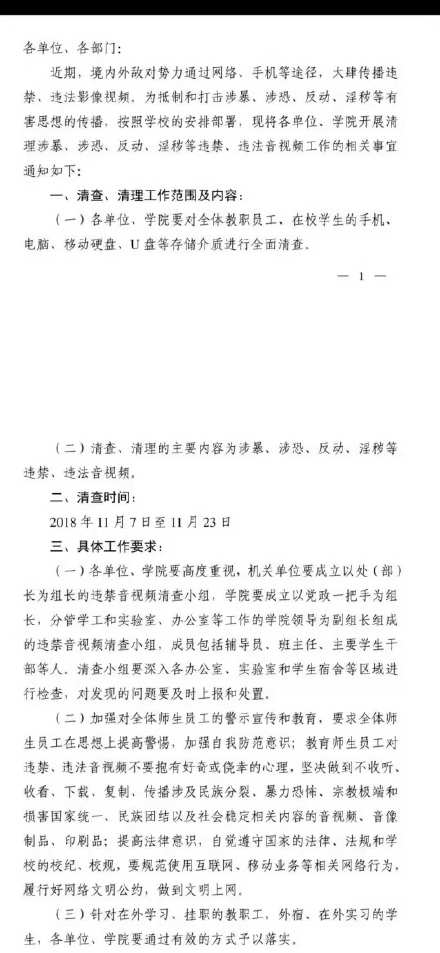 各单位、各部门：
近期，境内外敌对势力通过网络、手机等途径，大肆传播违
禁、违法影像视频。为抵制和打击涉暴、涉恐、反动、淫秽等有
害思想的传播，按照学校的安排部署，现将各单位、学院开展清
理涉暴、涉恐、反动、淫秽等违禁、违法音视频工作的相关事宜
通知如下：
一、清查、清理工作范围及内容：
（一）各单位、学院要对全体教职员工、在校学生的手机、
电脑、移动硬盘、U 盘等存储介质进行全面清查。
— 1 —
（二）清查、清理的主要内容为涉暴、涉恐、反动、淫秽等
违禁、违法音视频。
二、清查时间：
2018 年 11 月 7 日至 11 月 23 日
三、具体工作要求：
（一）各单位、学院要高度重视，机关单位要成立以处（部）
长为组长的违禁音视频清查小组，学院要成立以党政一把手为组
长，分管学工和实验室、办公室等工作的学院领导为副组长组成
的违禁音视频清查小组，成员包括辅导员、班主任、主要学生干
部等人。清查小组要深入各办公室、实验室和学生宿舍等区域进
行检查，对发现的问题要及时上报和处置。
（二）加强对全体师生员工的警示宣传和教育，要求全体师
生员工在思想上提高警惕，加强自我防范意识；教育师生员工对
违禁、违法音视频不要抱有好奇或侥幸的心理，坚决做到不收听、
收看、下载，复制，传播涉及民族分裂、暴力恐怖、宗教极端和
损害国家统一、民族团结以及社会稳定相关内容的音视频、音像
制品、印刷品；提高法律意识，自觉遵守国家的法律、法规和学
校的校纪、校规，要规范使用互联网、移动业务等相关网络行为，
履行好网络文明公约，做到文明上网。
（三）针对在外学习、挂职的教职工，外宿、在外实习的学
生，各单位、学院要通过有效的方式予以落实。